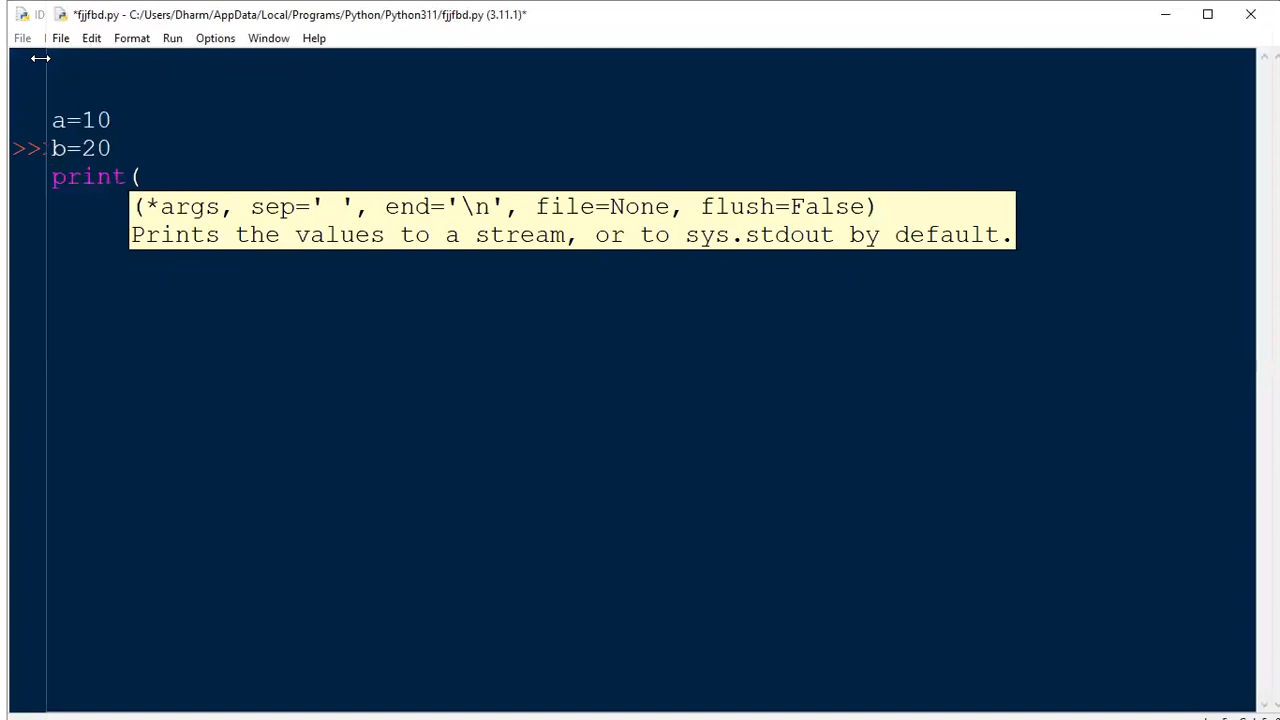 ID *fjjfbd.py - C:/Users/Dharm/AppData/Local/Programs/Python/Python311/fjjfbd.py (3.11.1)*
File File Edit Format Run Options Window Help
a=10
>>> b=20
print(
(*args, sep=' ', end='\n', file=None, flush=False)
Prints the values to a stream, or to sys.stdout by default.